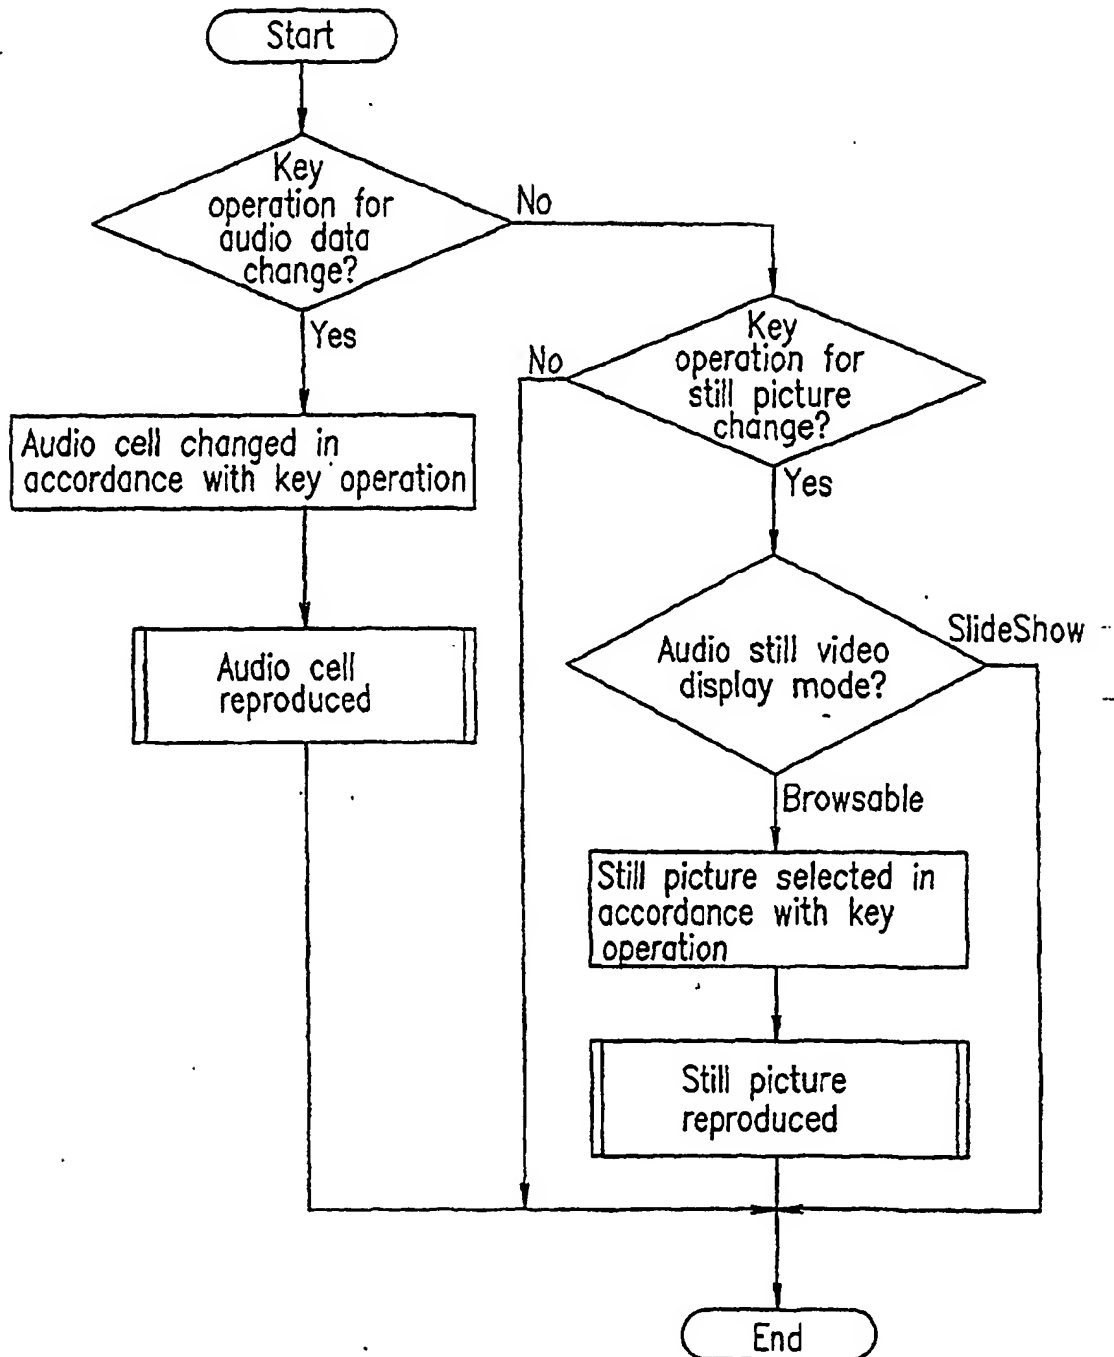 Start
Key
operation for
audio data
change?
No
Yes
Key
operation for
still picture
change?
No
Yes
Audio cell changed in
accordance with key operation
Audio cell
reproduced
Audio still video
display mode?
SlideShow
Browsable
Still picture selected in
accordance with key
operation
Still picture
reproduced
End